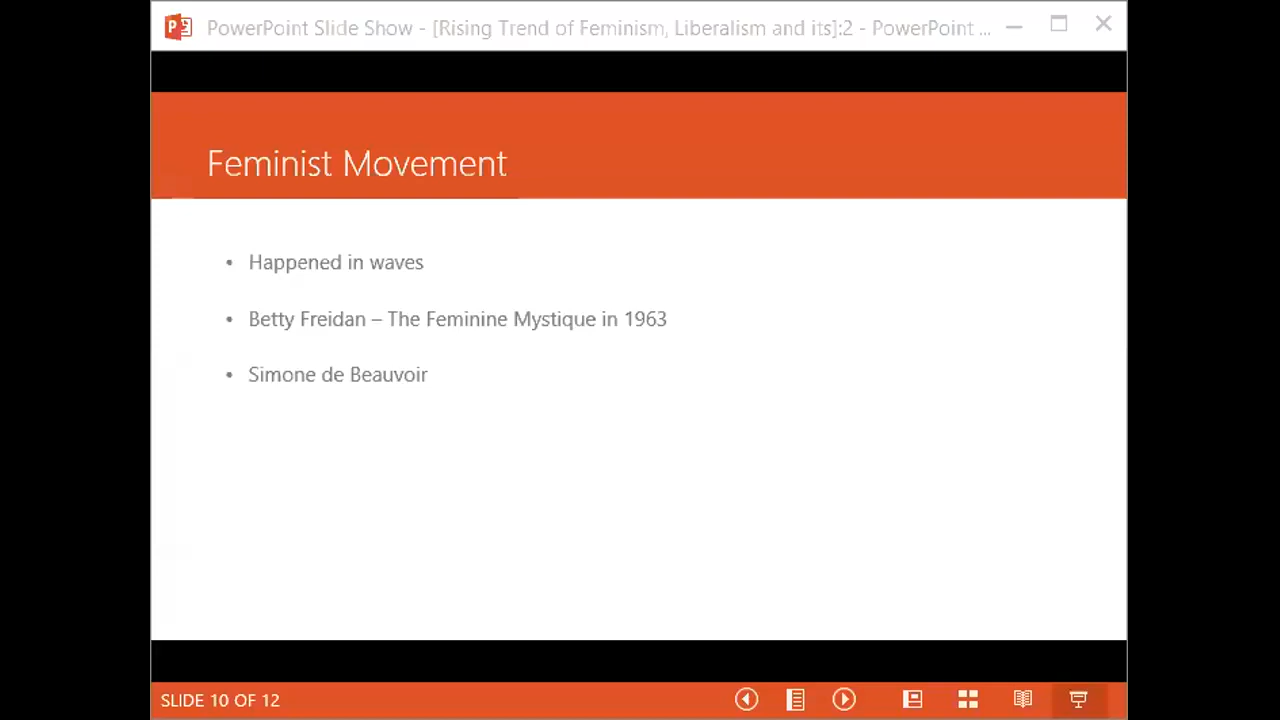 PowerPoint Slide Show - [Rising Trend of Feminism, Liberalism and its]:2 - PowerPoint ...
Feminist Movement
• Happened in waves
• Betty Freidan – The Feminine Mystique in 1963
• Simone de Beauvoir
SLIDE 10 OF 12